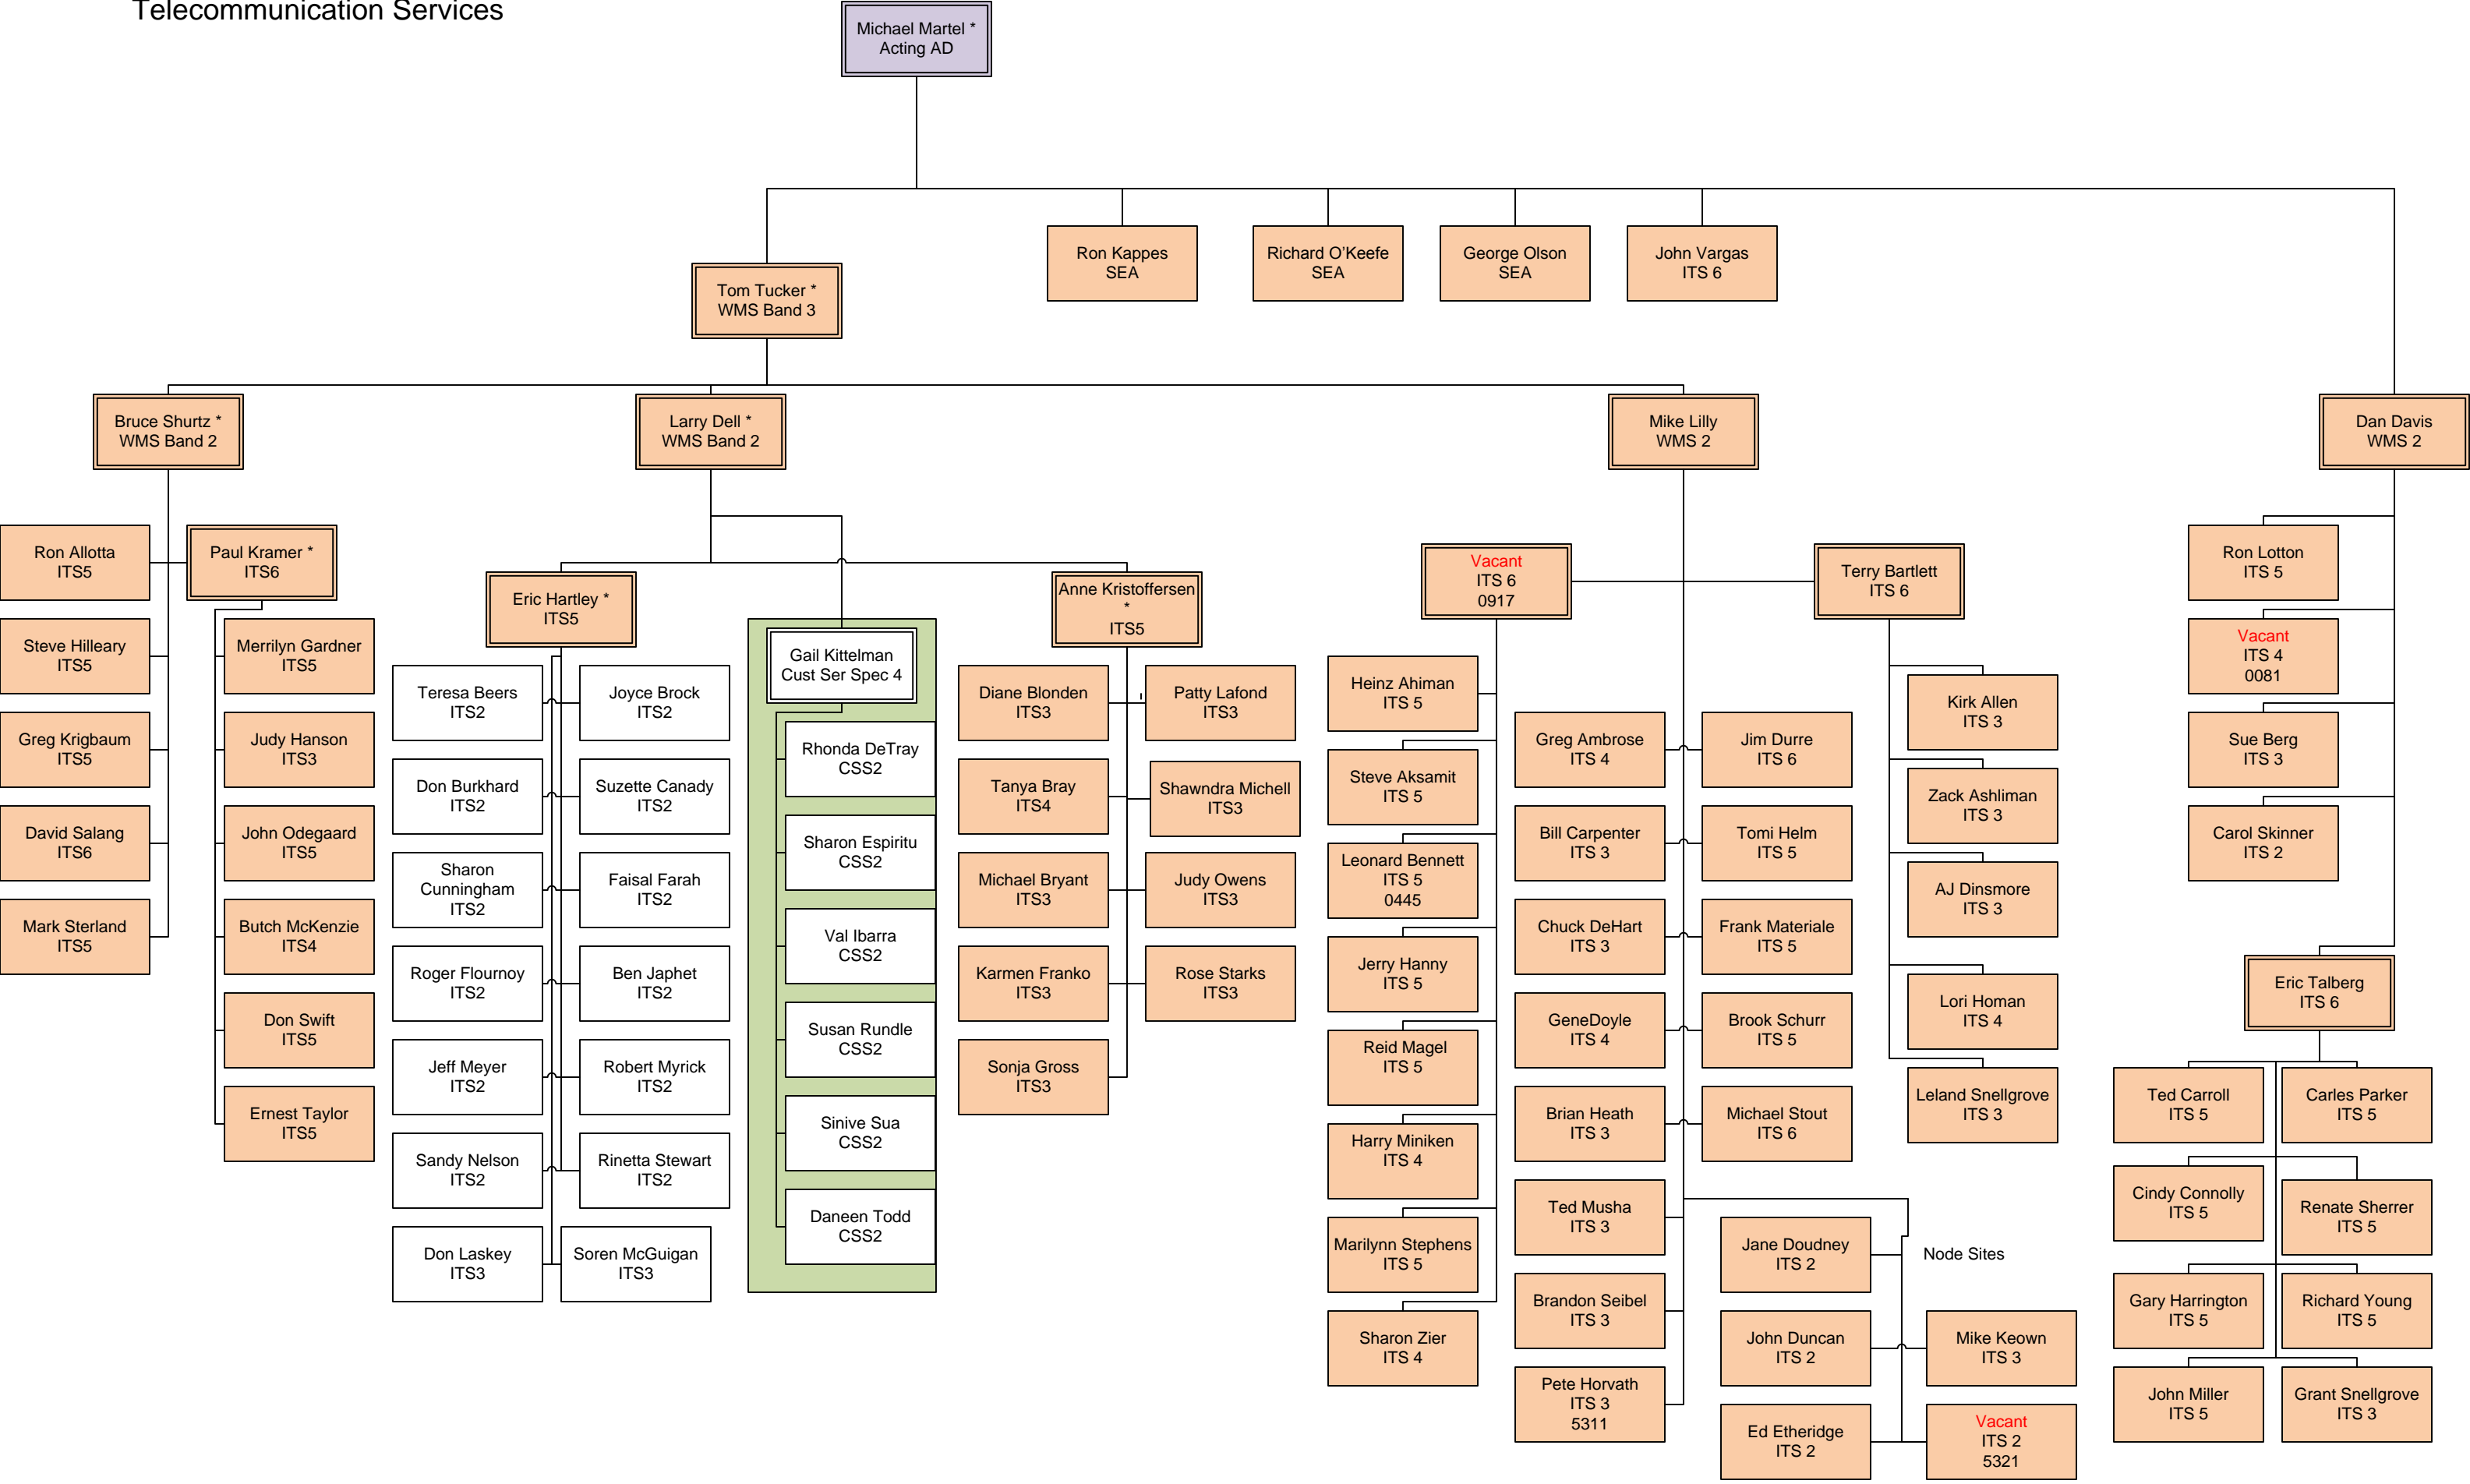 Telecommunication Services
Michael Martel *
Acting AD
Ron Kappes
SEA
Richard O'Keefe
SEA
George Olson
SEA
John Vargas
ITS 6
Tom Tucker *
WMS Band 3
Bruce Shurtz *
WMS Band 2
Larry Dell *
WMS Band 2
Mike Lilly
WMS 2
Dan Davis
WMS 2
Ron Allotta
ITS5
Paul Kramer *
ITS6
Steve Hilleary
ITS5
Greg Krigbaum
ITS5
David Salang
ITS6
Mark Sterland
ITS5
Merrilyn Gardner
ITS5
Judy Hanson
ITS3
John Odegaard
ITS5
Butch McKenzie
ITS4
Don Swift
ITS5
Ernest Taylor
ITS5
Eric Hartley *
ITS5
Teresa Beers
ITS2
Joyce Brock
ITS2
Don Burkhard
ITS2
Suzette Canady
ITS2
Sharon
Cunningham
ITS2
Faisal Farah
ITS2
Roger Flournoy
ITS2
Ben Japhet
ITS2
Jeff Meyer
ITS2
Robert Myrick
ITS2
Sandy Nelson
ITS2
Rinetta Stewart
ITS2
Don Laskey
ITS3
Soren McGuigan
ITS3
Gail Kittelman
Cust Ser Spec 4
Rhonda DeTray
CSS2
Sharon Espiritu
CSS2
Val Ibarra
CSS2
Susan Rundle
CSS2
Sinive Sua
CSS2
Daneen Todd
CSS2
Anne Kristoffersen
*
ITS5
Diane Blonden
ITS3
Patty Lafond
ITS3
Tanya Bray
ITS4
Shawndra Michell
ITS3
Michael Bryant
ITS3
Judy Owens
ITS3
Karmen Franko
ITS3
Rose Starks
ITS3
Sonja Gross
ITS3
Vacant
ITS 6
0917
Terry Bartlett
ITS 6
Heinz Ahiman
ITS 5
Steve Aksamit
ITS 5
Leonard Bennett
ITS 5
0445
Jerry Hanny
ITS 5
Reid Magel
ITS 5
Harry Miniken
ITS 4
Marilynn Stephens
ITS 5
Sharon Zier
ITS 4
Greg Ambrose
ITS 4
Jim Durre
ITS 6
Bill Carpenter
ITS 3
Tomi Helm
ITS 5
Chuck DeHart
ITS 3
Frank Materiale
ITS 5
GeneDoyle
ITS 4
Brook Schurr
ITS 5
Brian Heath
ITS 3
Michael Stout
ITS 6
Ted Musha
ITS 3
Brandon Seibel
ITS 3
Pete Horvath
ITS 3
5311
Kirk Allen
ITS 3
Zack Ashliman
ITS 3
AJ Dinsmore
ITS 3
Lori Homan
ITS 4
Leland Snellgrove
ITS 3
Node Sites
Jane Doudney
ITS 2
John Duncan
ITS 2
Mike Keown
ITS 3
Ed Etheridge
ITS 2
Vacant
ITS 2
5321
Ron Lotton
ITS 5
Vacant
ITS 4
0081
Sue Berg
ITS 3
Carol Skinner
ITS 2
Eric Talberg
ITS 6
Ted Carroll
ITS 5
Carles Parker
ITS 5
Cindy Connolly
ITS 5
Renate Sherrer
ITS 5
Gary Harrington
ITS 5
Richard Young
ITS 5
John Miller
ITS 5
Grant Snellgrove
ITS 3